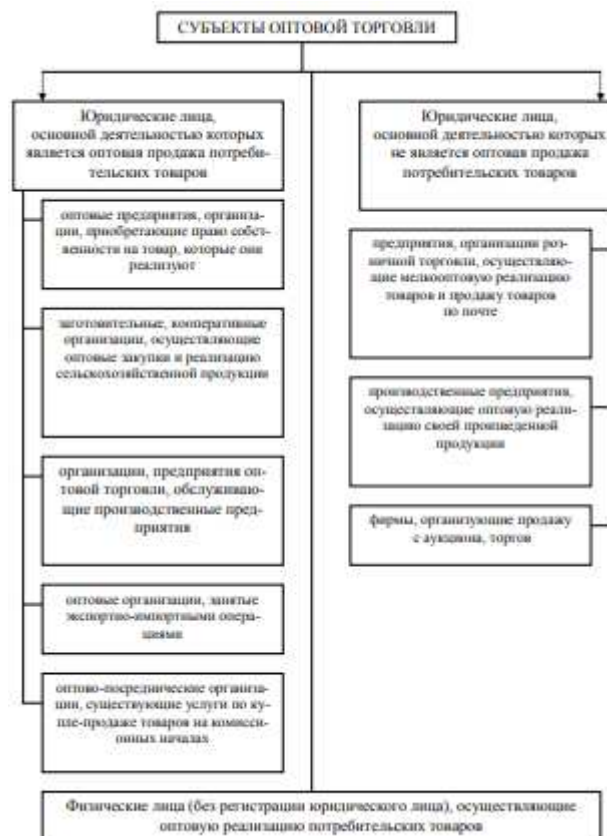 СУБЪЕКТЫ ОПТОВОЙ ТОРГОВЛИ
Юридические лица,
основной деятельностью которых
является оптовая продажа потреби-
тельских товаров
оптовые предприятия, организа-
ции, приобретающие право соб-
ственности на товар, которые они
реализуют
заготовительные, кооперативные
организации, осуществляющие
оптовые закупки и реализацию
сельскохозяйственной продукции
организации, предприятия оп-
товой торговли, обслуживаю-
щие производственные пред-
приятия
оптовые организации, занятые
экспортно-импортными опера-
циями
оптово-посреднические организа-
ции, существующие услуги по ку-
пле-продаже товаров на комисси-
онных началах
Юридические лица,
основной деятельностью которых
не является оптовая продажа
потребительских товаров
предприятия, организации роз-
ничной торговли, осуществляю-
щие мелкооптовую реализацию
товаров и продажу товаров
по почте
производственные предприятия,
осуществляющие оптовую реали-
зацию своей произведенной
продукции
фирмы, организующие продажу
с аукциона, торгов
Физические лица (без регистрации юридического лица), осуществляющие
оптовую реализацию потребительских товаров